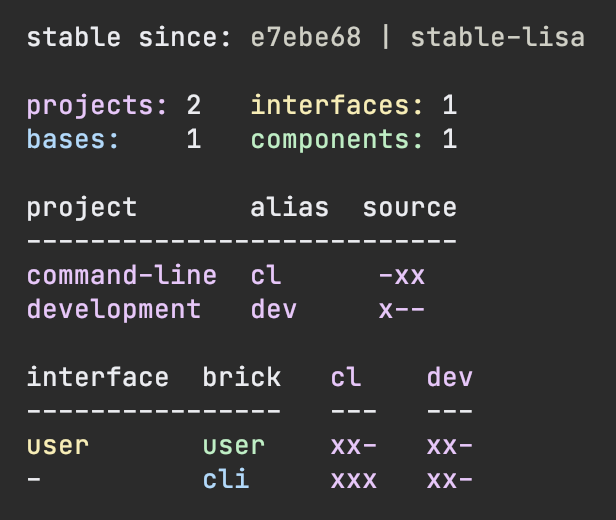 stable since: e7ebe68 | stable-lisa
projects: 2   interfaces: 1
bases:    1   components: 1
project       alias  source
---------------------------
command-line  cl      -xx
development   dev     x--
interface  brick   cl    dev
----------------   ---   ---
user       user    xx-   xx-
-          cli     xxx   xx-